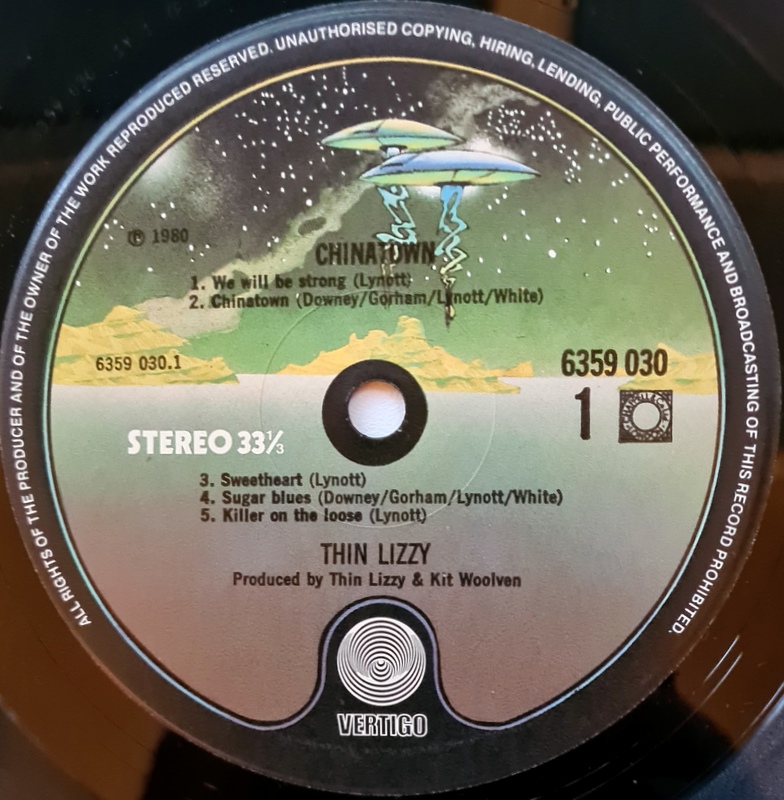 ALL RIGHTS OF THE PRODUCER AND OF THE OWNER OF THE WORK REPRODUCED RESERVED. UNAUTHORISED COPYING, HIRING, LENDING, PUBLIC PERFORMANCE AND BROADCASTING OF THIS RECORD PROHIBITED.
℗ 1980
CHINATOWN
1. We will be strong (Lynott)
2. Chinatown (Downey/Gorham/Lynott/White)
6359 030.1
6359 030
1
STEREO 33⅓
3. Sweetheart (Lynott)
4. Sugar blues (Downey/Gorham/Lynott/White)
5. Killer on the loose (Lynott)
THIN LIZZY
Produced by Thin Lizzy & Kit Woolven
VERTIGO